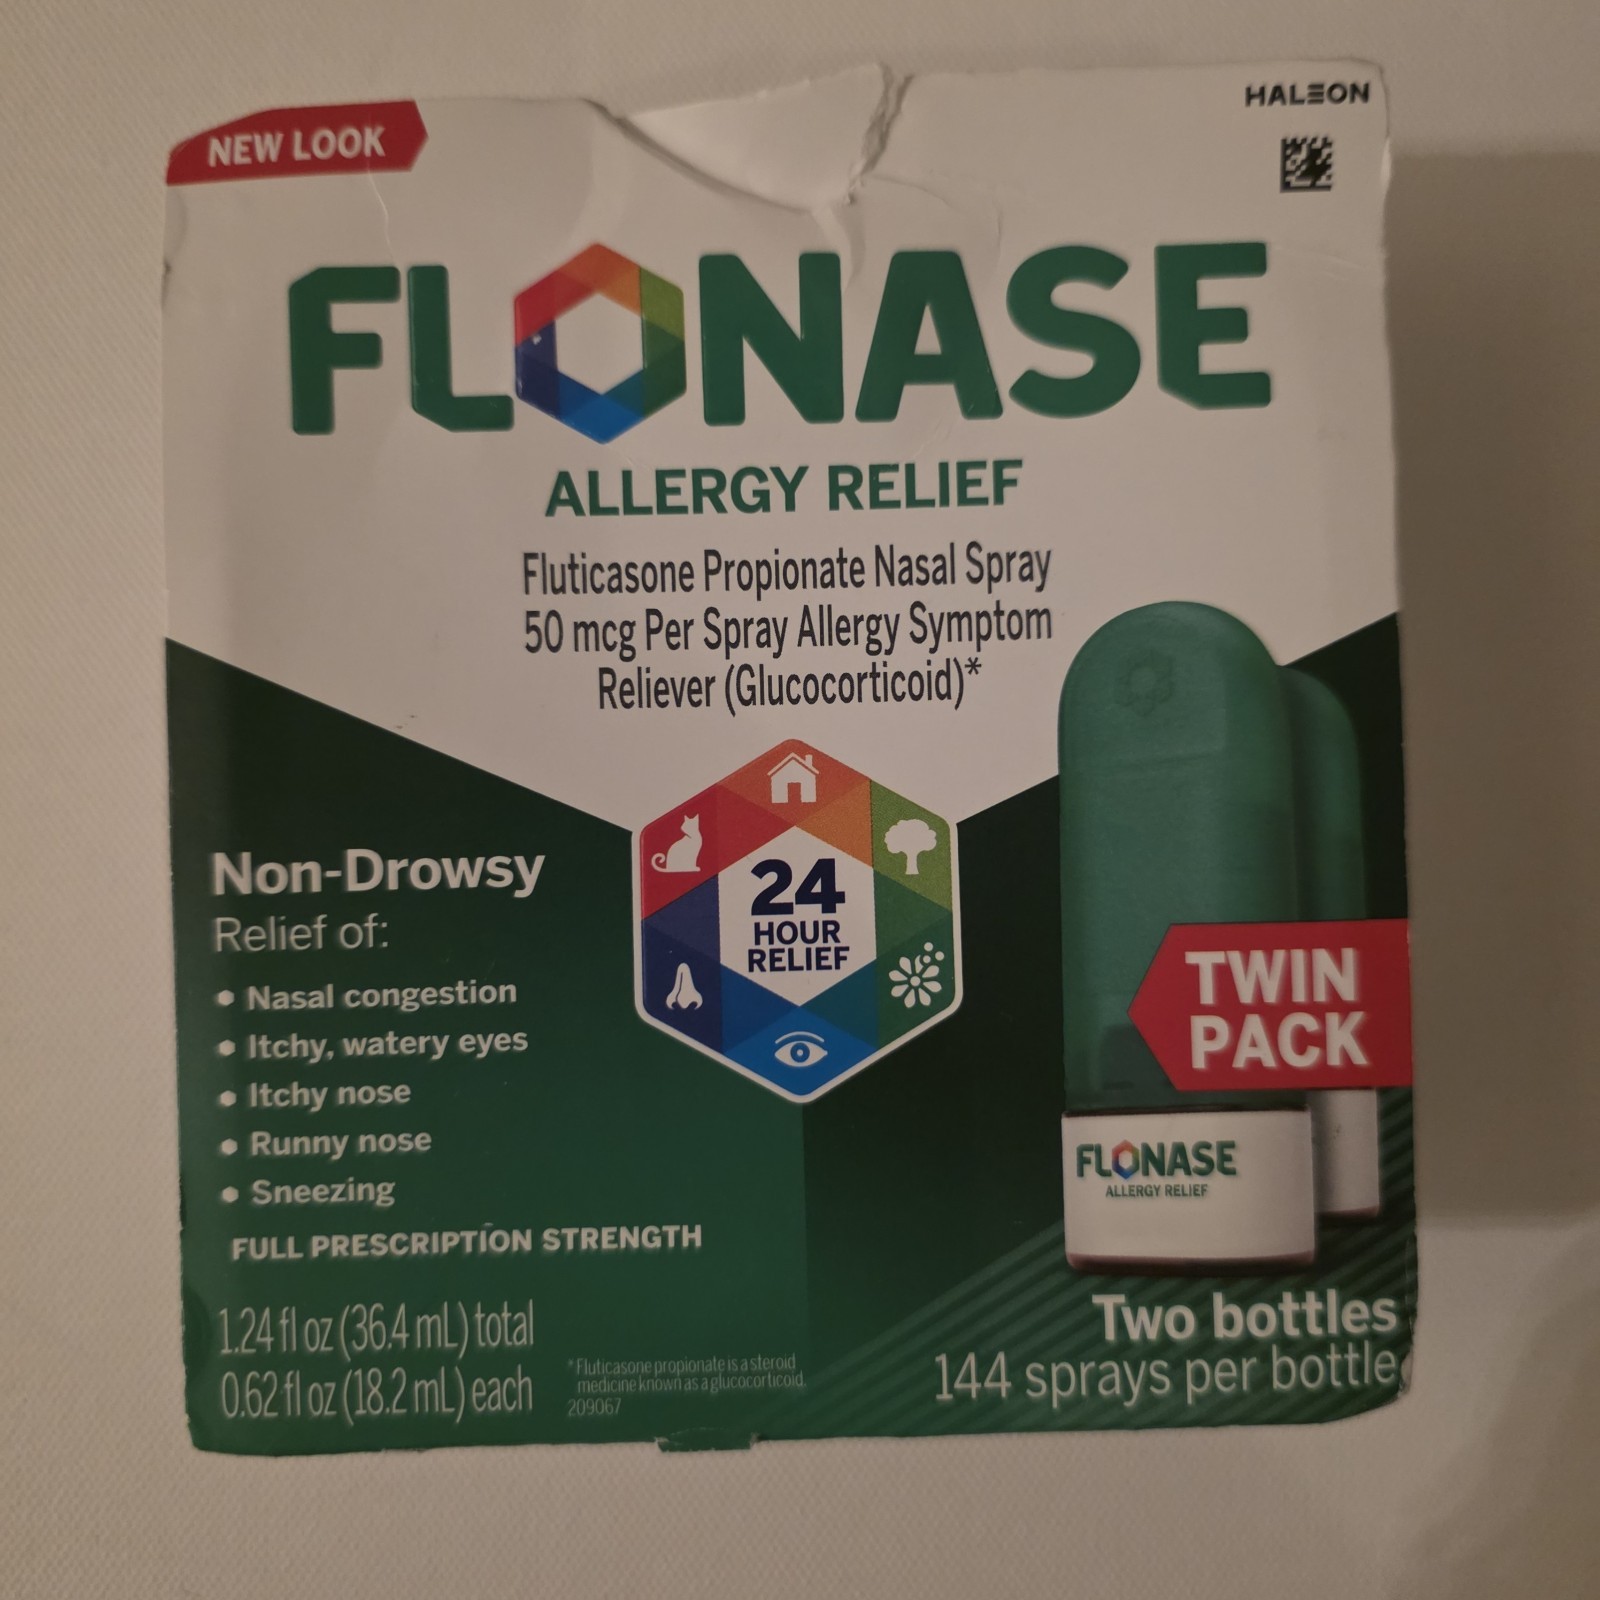 NEW LOOK
HALEON
FLONASE
ALLERGY RELIEF
Fluticasone Propionate Nasal Spray
50 mcg Per Spray Allergy Symptom
Reliever (Glucocorticoid)*
24
HOUR
RELIEF
Non-Drowsy
Relief of:
• Nasal congestion
• Itchy, watery eyes
• Itchy nose
• Runny nose
• Sneezing
FULL PRESCRIPTION STRENGTH
1.24 fl oz (36.4 mL) total
0.62 fl oz (18.2 mL) each
*Fluticasone propionate is a steroid
medicine known as a glucocorticoid.
209067
TWIN
PACK
FLONASE
ALLERGY RELIEF
Two bottles
144 sprays per bottle